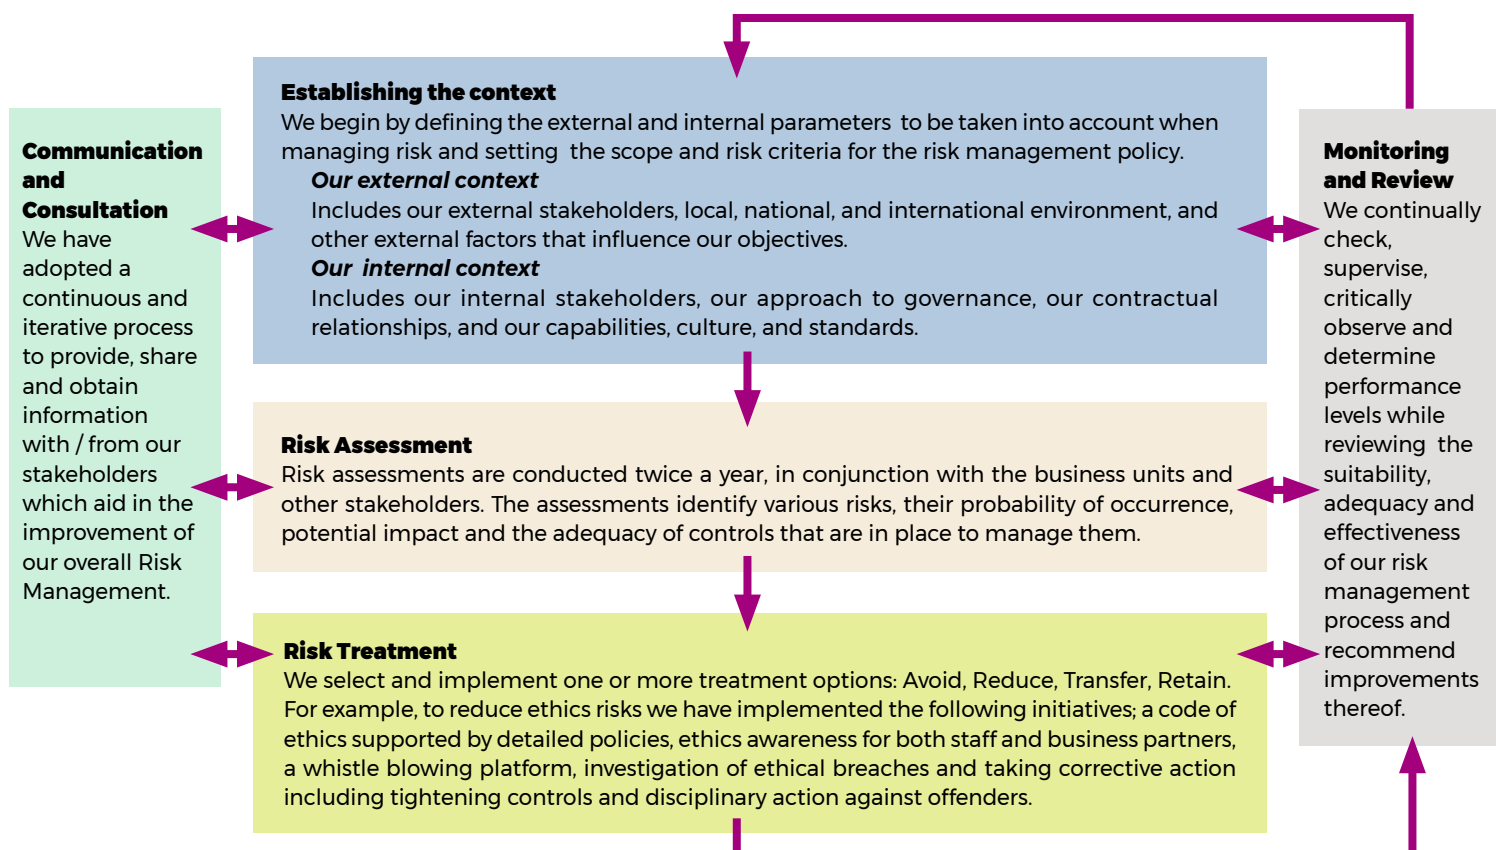 Communication
and
Consultation
We have
adopted a
continuous and
iterative process
to provide, share
and obtain
information
with / from our
stakeholders
which aid in the
improvement of
our overall Risk
Management.
Establishing the context
We begin by defining the external and internal parameters to be taken into account when
managing risk and setting the scope and risk criteria for the risk management policy.
Our external context
Includes our external stakeholders, local, national, and international environment, and
other external factors that influence our objectives.
Our internal context
Includes our internal stakeholders, our approach to governance, our contractual
relationships, and our capabilities, culture, and standards.
Risk Assessment
Risk assessments are conducted twice a year, in conjunction with the business units and
other stakeholders. The assessments identify various risks, their probability of occurrence,
potential impact and the adequacy of controls that are in place to manage them.
Risk Treatment
We select and implement one or more treatment options: Avoid, Reduce, Transfer, Retain.
For example, to reduce ethics risks we have implemented the following initiatives; a code of
ethics supported by detailed policies, ethics awareness for both staff and business partners,
a whistle blowing platform, investigation of ethical breaches and taking corrective action
including tightening controls and disciplinary action against offenders.
Monitoring
and Review
We continually
check,
supervise,
critically
observe and
determine
performance
levels while
reviewing the
suitability,
adequacy and
effectiveness
of our risk
management
process and
recommend
improvements
thereof.